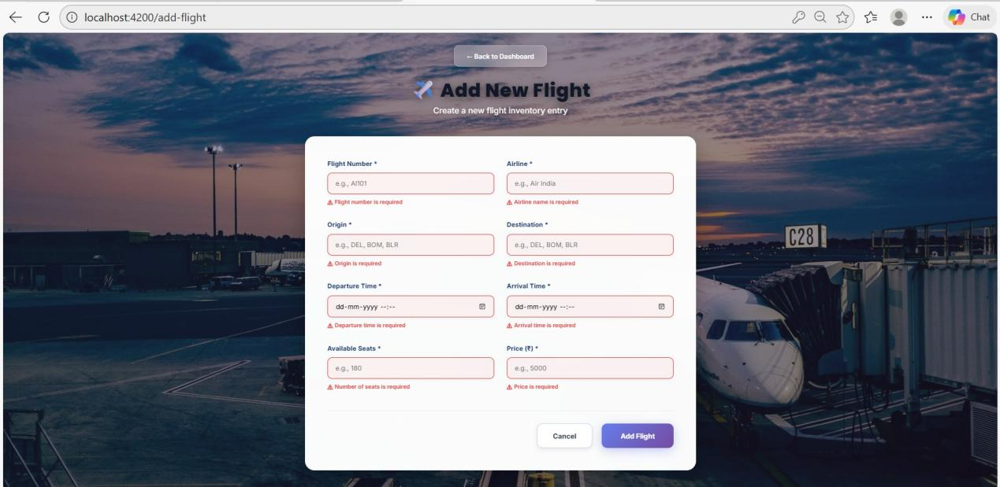 localhost:4200/add-flight
Chat
← Back to Dashboard
Add New Flight
Create a new flight inventory entry
Flight Number *
Airline *
e.g., AI101
e.g., Air India
⚠ Flight number is required
⚠ Airline name is required
Origin *
Destination *
e.g., DEL, BOM, BLR
e.g., DEL, BOM, BLR
⚠ Origin is required
⚠ Destination is required
Departure Time *
Arrival Time *
dd-mm-yyyy --:--
dd-mm-yyyy --:--
⚠ Departure time is required
⚠ Arrival time is required
Available Seats *
Price (₹) *
e.g., 180
e.g., 5000
⚠ Number of seats is required
⚠ Price is required
Cancel
Add Flight
C28